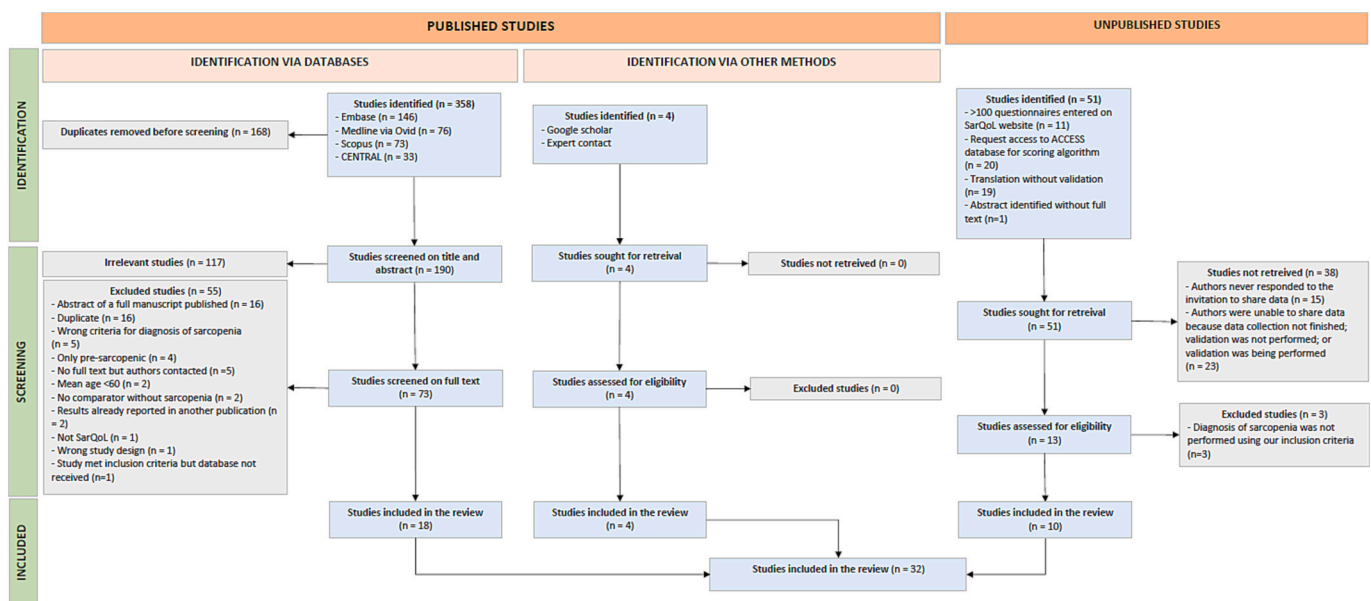 PUBLISHED STUDIES
UNPUBLISHED STUDIES
IDENTIFICATION
IDENTIFICATION VIA DATABASES
IDENTIFICATION VIA OTHER METHODS
Duplicates removed before screening (n = 168)
Studies identified (n = 358)
- Embase (n = 146)
- Medline via Ovid (n = 76)
- Scopus (n = 73)
- CENTRAL (n = 33)
Studies identified (n = 4)
- Google scholar
- Expert contact
Studies identified (n = 51)
- >100 questionnaires entered on
SarQoL website (n = 11)
- Request access to ACCESS
database for scoring algorithm
(n = 20)
- Translation without validation
(n= 19)
- Abstract identified without full
text (n=1)
SCREENING
Irrelevant studies (n = 117)
Studies screened on title and
abstract (n = 190)
Excluded studies (n = 55)
- Abstract of a full manuscript published (n = 16)
- Duplicate (n = 16)
- Wrong criteria for diagnosis of sarcopenia
(n = 5)
- Only pre-sarcopenic (n = 4)
- No full text but authors contacted (n =5)
- Mean age <60 (n = 2)
- No comparator without sarcopenia (n = 2)
- Results already reported in another publication (n
= 2)
- Not SarQoL (n = 1)
- Wrong study design (n = 1)
- Study met inclusion criteria but database not
received (n=1)
Studies screened on full text
(n = 73)
Studies sought for retreival
(n = 4)
Studies not retreived (n = 0)
Studies assessed for eligibility
(n = 4)
Excluded studies (n = 0)
Studies sought for retreival
(n = 51)
Studies not retreived (n = 38)
- Authors never responded to the
invitation to share data (n = 15)
- Authors were unable to share data
because data collection not finished;
validation was not performed; or
validation was being performed
(n = 23)
Studies assessed for eligibility
(n = 13)
Excluded studies (n = 3)
- Diagnosis of sarcopenia was not
performed using our inclusion criteria
(n=3)
INCLUDED
Studies included in the review
(n = 18)
Studies included in the review
(n = 4)
Studies included in the review
(n = 10)
Studies included in the review (n = 32)